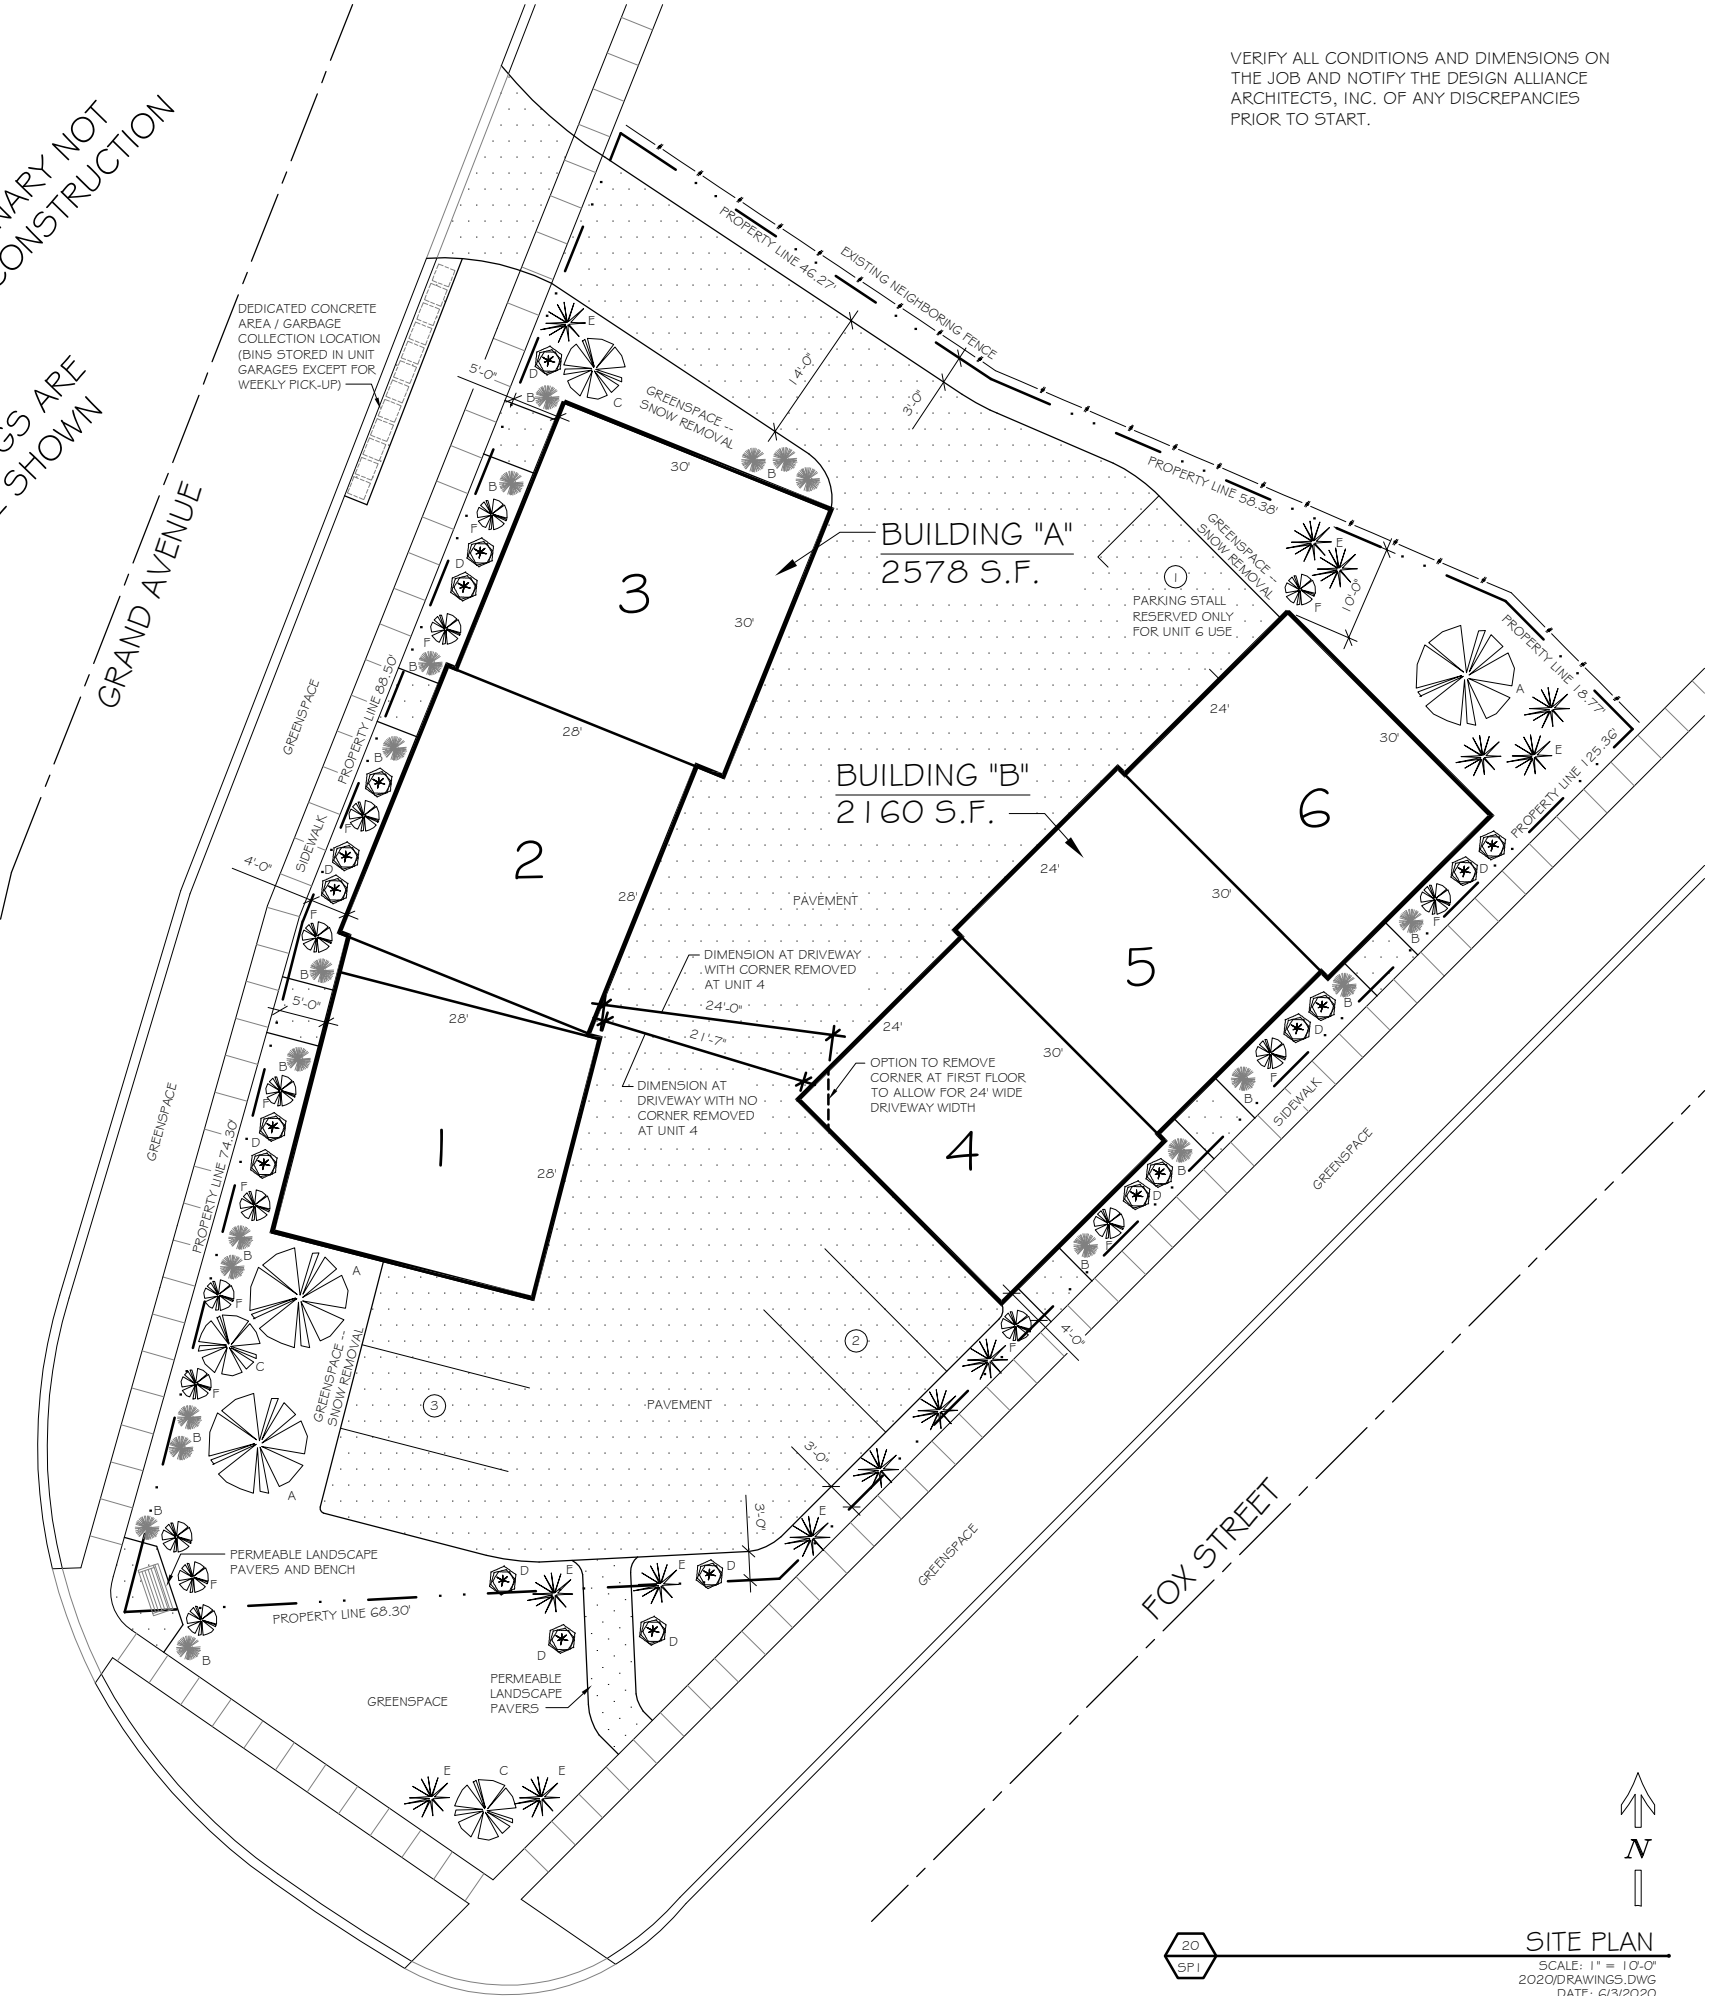 VERIFY ALL CONDITIONS AND DIMENSIONS ON
THE JOB AND NOTIFY THE DESIGN ALLIANCE
ARCHITECTS, INC. OF ANY DISCREPANCIES
PRIOR TO START.
NOT
CONSTRUCTION
ARE
SHOWN
GRAND AVENUE
DEDICATED CONCRETE
AREA / GARBAGE
COLLECTION LOCATION
(BINS STORED IN UNIT
GARAGES EXCEPT FOR
WEEKLY PICK-UP)
PROPERTY LINE 46.27'
EXISTING NEIGHBORING FENCE
14'-0"
3'-0"
5'-0"
E
D
B
C
GREENSPACE --
SNOW REMOVAL
B
30'
3
30'
BUILDING "A"
2578 S.F.
PROPERTY LINE 58.38'
GREENSPACE --
SNOW REMOVAL
1
PARKING STALL
RESERVED ONLY
FOR UNIT 6 USE
E
F
10'-0"
PROPERTY LINE 18.77'
A
E
PROPERTY LINE 125.36'
B
F
D
F
B
PROPERTY LINE 88.50'
GREENSPACE
28'
2
28'
BUILDING "B"
2160 S.F.
24'
30'
6
24'
30'
5
24'
30'
4
B
F
D
F
B
SIDEWALK
4'-0"
5'-0"
PAVEMENT
DIMENSION AT DRIVEWAY
WITH CORNER REMOVED
AT UNIT 4
24'-0"
21'-7"
DIMENSION AT
DRIVEWAY WITH NO
CORNER REMOVED
AT UNIT 4
OPTION TO REMOVE
CORNER AT FIRST FLOOR
TO ALLOW FOR 24' WIDE
DRIVEWAY WIDTH
28'
1
28'
GREENSPACE
PROPERTY LINE 74.30'
B
F
D
F
B
F
A
C
F
B
A
GREENSPACE --
SNOW REMOVAL
3
PAVEMENT
2
D
F
B
B
D
F
B
B
D
F
B
SIDEWALK
GREENSPACE
F
4'-0"
3'-0"
3'-0"
E
B
F
B
PERMEABLE LANDSCAPE
PAVERS AND BENCH
PROPERTY LINE 68.30'
D
E
E
D
D
D
PERMEABLE
LANDSCAPE
PAVERS
GREENSPACE
GREENSPACE
FOX STREET
E
C
E
N
20
SP1
SITE PLAN
SCALE: 1" = 10'-0"
2020/DRAWINGS.DWG
DATE: 6/3/2020